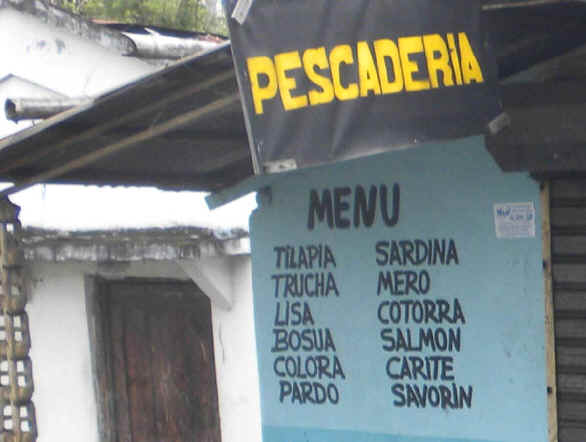 PESCADERiA
MENU
TiLAPIA SARDINA
TRUCHA MERO
LISA COTORRA
BOSUA SALMON
COLORA CARITE
PARDO SAVORIN